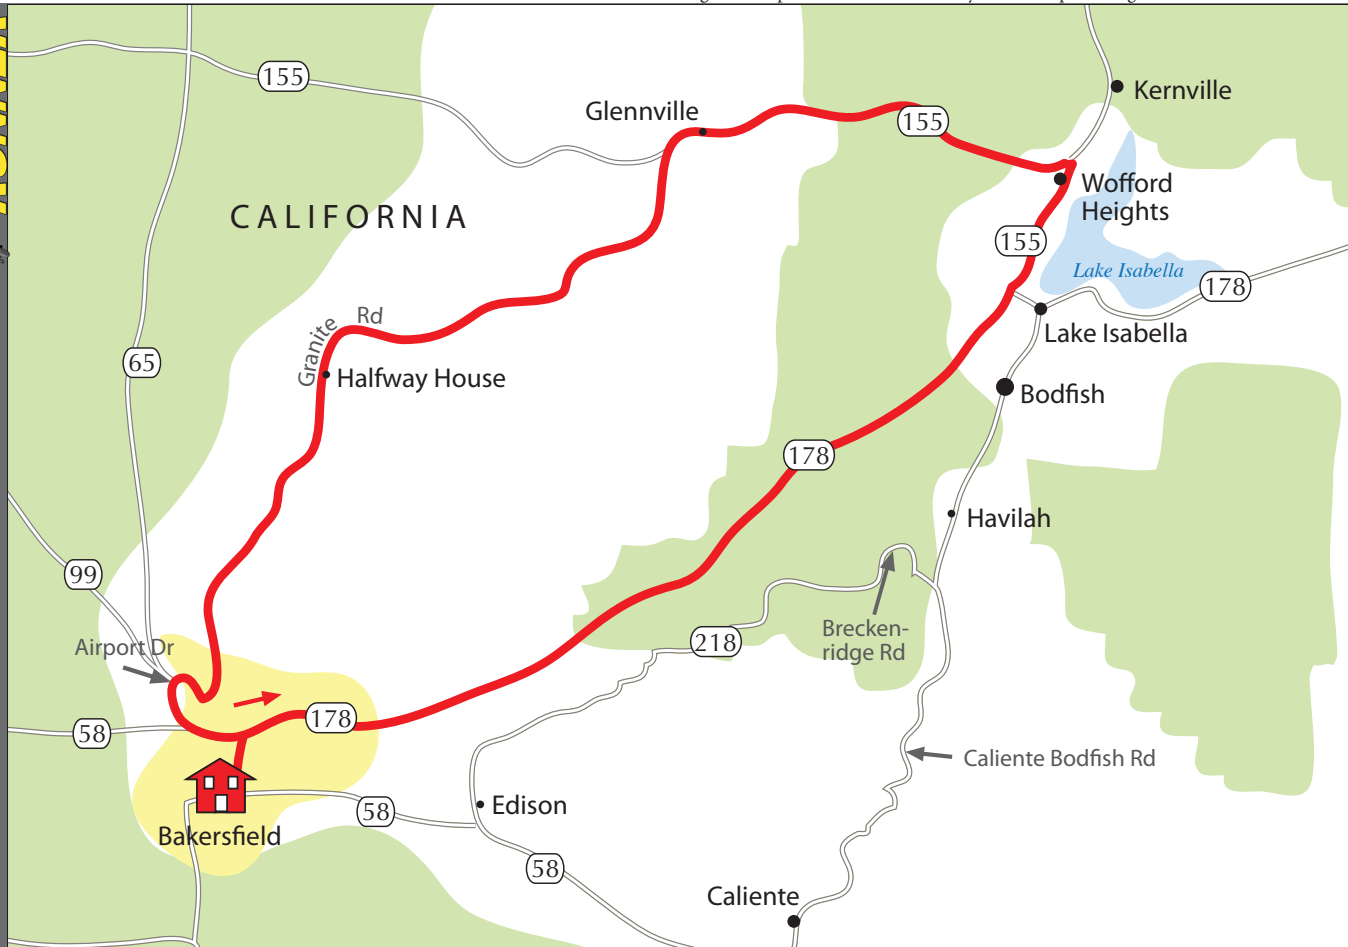 155
Kernville
Glennville
155
Wofford
Heights
CALIFORNIA
155
Lake Isabella
178
Granite Rd
Lake Isabella
65
Halfway House
Bodfish
178
Havilah
99
Brecken-
ridge Rd
218
Airport Dr
178
58
Caliente Bodfish Rd
Edison
58
Bakersfield
58
Caliente